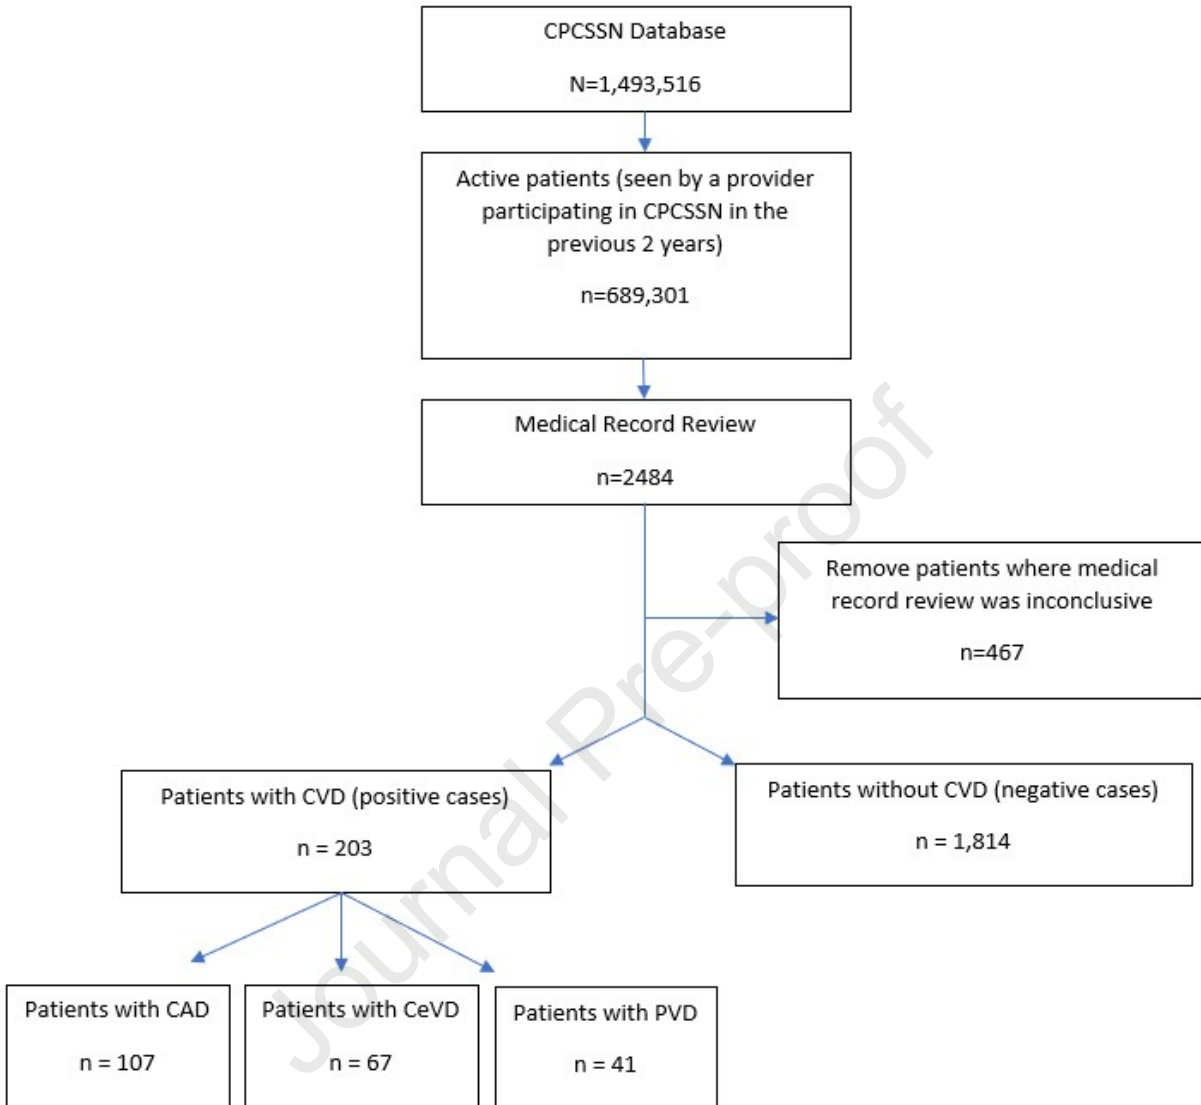 CPCSSN Database
N=1,493,516
Active patients (seen by a provider
participating in CPCSSN in the
previous 2 years)
n=689,301
Medical Record Review
n=2484
Remove patients where medical
record review was inconclusive
n=467
Patients with CVD (positive cases)
n = 203
Patients without CVD (negative cases)
n = 1,814
Patients with CAD
n = 107
Patients with CeVD
n = 67
Patients with PVD
n = 41
Journal Pre-proof